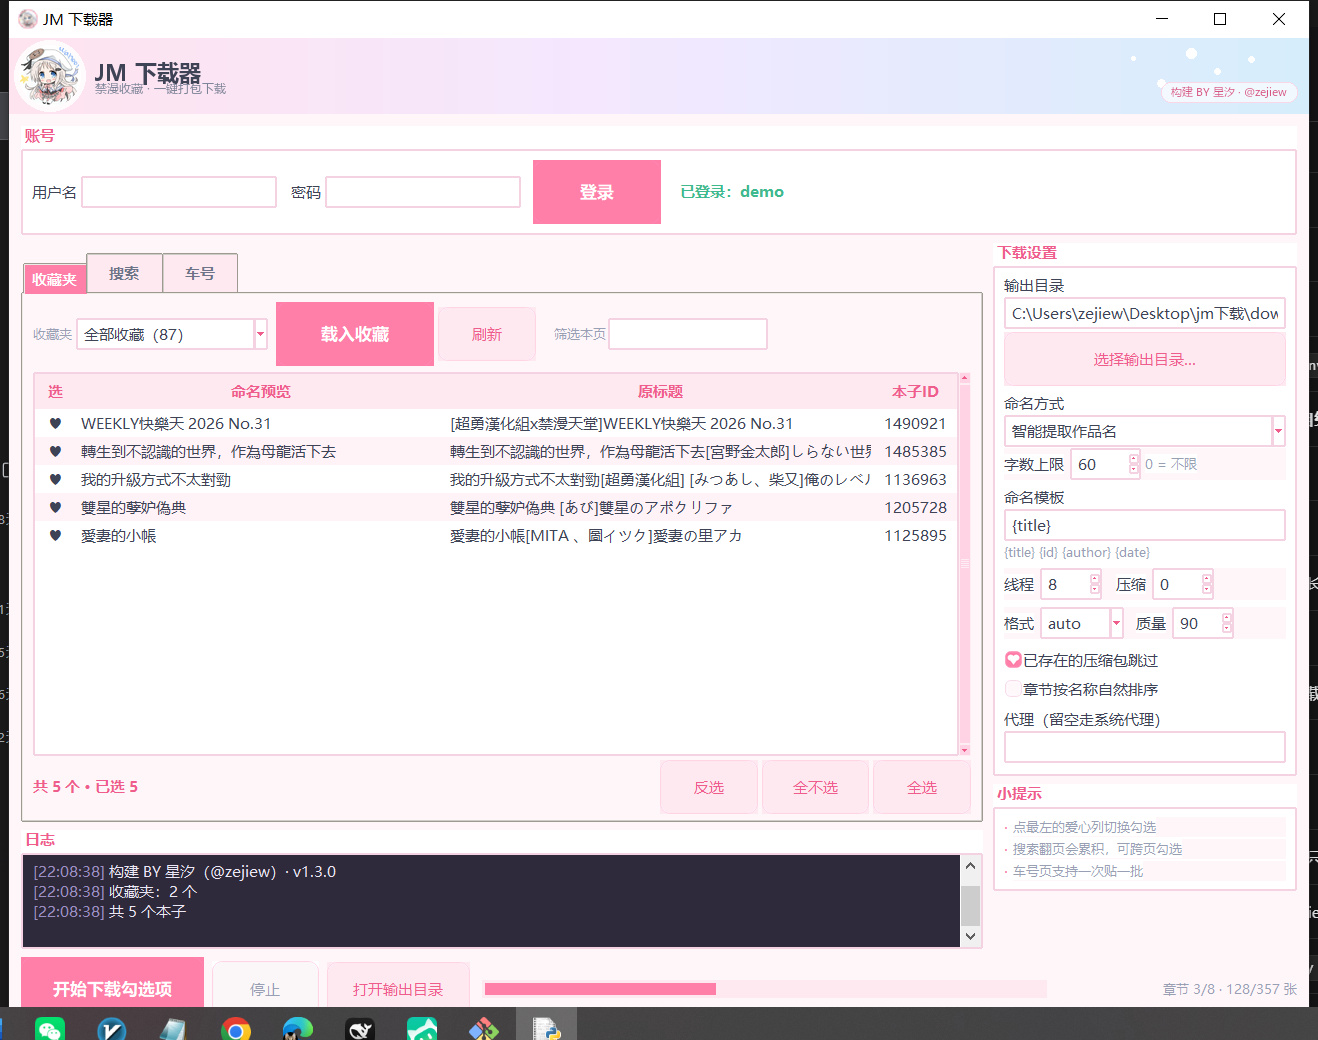 JM 下载器
JM 下载器
禁漫收藏 · 一键打包下载
构建 BY 星汐 · @zejiew
账号
用户名 密码 登录 已登录：demo
收藏夹 搜索 车号
收藏夹 全部收藏（87） 载入收藏 刷新 筛选本页
选 命名预览 原标题 本子ID
♥ WEEKLY快樂天 2026 No.31 [超勇漢化組x禁漫天堂]WEEKLY快樂天 2026 No.31 1490921
♥ 轉生到不認識的世界，作為母龍活下去 轉生到不認識的世界，作為母龍活下去[宮野金太郎]しらない世界 1485385
♥ 我的升級方式不太對勁 我的升級方式不太對勁[超勇漢化組] [みつあし、柴又]俺のレベル 1136963
♥ 雙星的孽妒偽典 雙星的孽妒偽典 [あび]雙星のアポクリファ 1205728
♥ 愛妻的小帳 愛妻的小帳[MITA 、圜イツク]愛妻の里アカ 1125895
共 5 个 • 已选 5 反选 全不选 全选
日志
[22:08:38] 构建 BY 星汐（@zejiew）· v1.3.0
[22:08:38] 收藏夹：2 个
[22:08:38] 共 5 个本子
开始下载勾选项 停止 打开输出目录 章节 3/8 · 128/357 张
下载设置
输出目录
C:\Users\zejiew\Desktop\jm下载\dow
选择输出目录...
命名方式
智能提取作品名
字数上限 60 0 = 不限
命名模板
{title}
{title} {id} {author} {date}
线程 8 压缩 0
格式 auto 质量 90
已存在的压缩包跳过
章节按名称自然排序
代理（留空走系统代理）
小提示
· 点最左的爱心列切换勾选
· 搜索翻页会累积，可跨页勾选
· 车号页支持一次贴一批